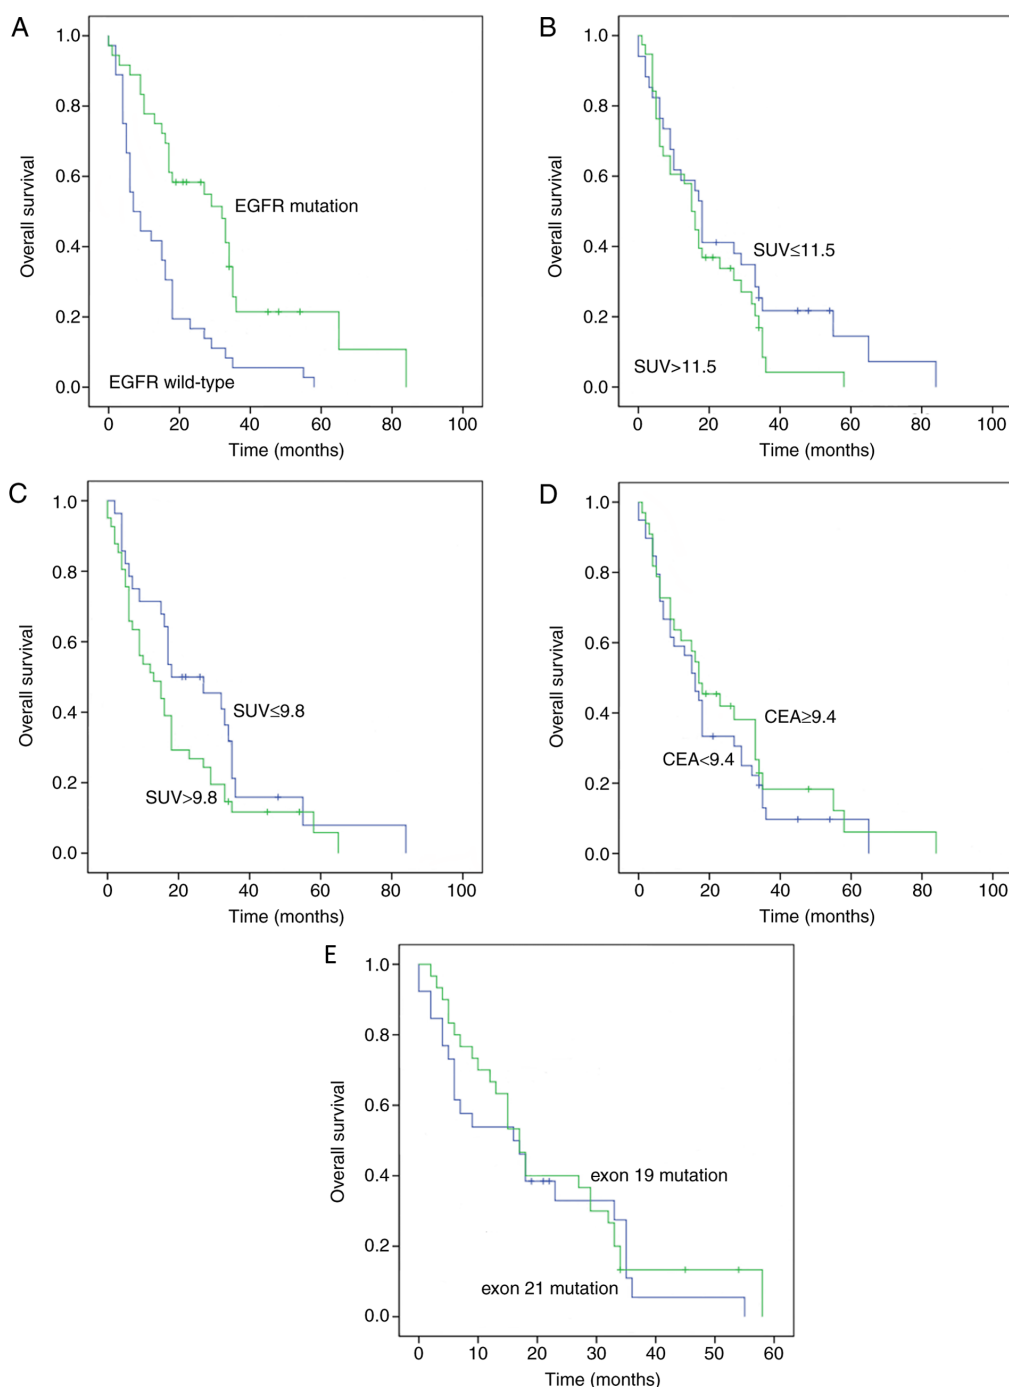 A
Overall survival
1.0
0.8
0.6
0.4
0.2
0.0
EGFR mutation
EGFR wild-type
0 20 40 60 80 100
Time (months)
B
Overall survival
1.0
0.8
0.6
0.4
0.2
0.0
SUV≤11.5
SUV>11.5
0 20 40 60 80 100
Time (months)
C
Overall survival
1.0
0.8
0.6
0.4
0.2
0.0
SUV≤9.8
SUV>9.8
0 20 40 60 80 100
Time (months)
D
Overall survival
1.0
0.8
0.6
0.4
0.2
0.0
CEA≥9.4
CEA<9.4
0 20 40 60 80 100
Time (months)
E
Overall survival
1.0
0.8
0.6
0.4
0.2
0.0
exon 19 mutation
exon 21 mutation
0 10 20 30 40 50 60
Time (months)